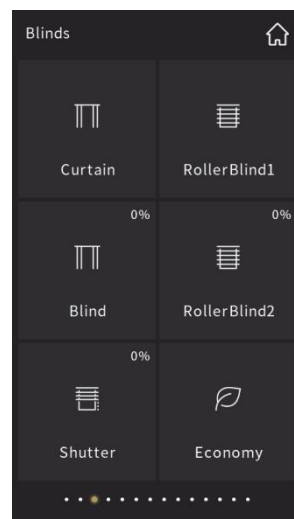 Blinds
Curtain
RollerBlind1
0%
0%
Blind
RollerBlind2
0%
Shutter
Economy